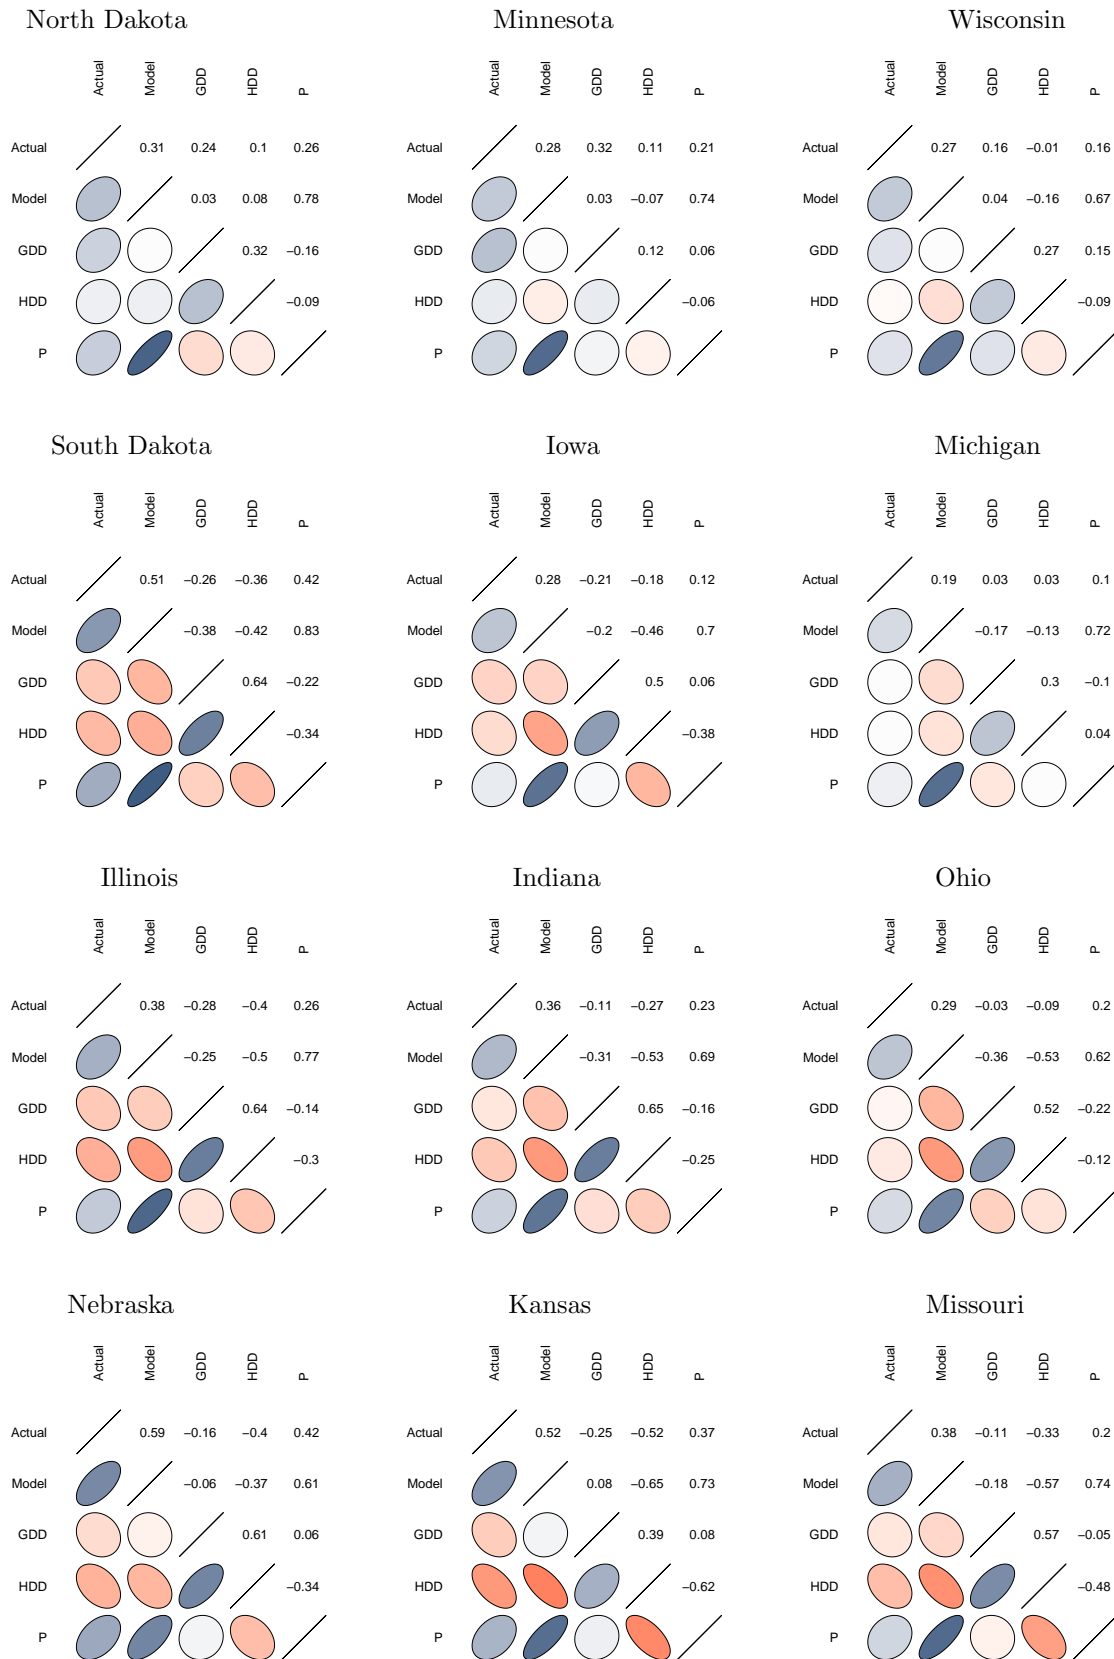 North Dakota Minnesota Wisconsin
Actual Model GDD HDD P Actual Model GDD HDD P Actual Model GDD HDD P
Actual 0.31 0.24 0.1 0.26 Actual 0.28 0.32 0.11 0.21 Actual 0.27 0.16 −0.01 0.16
Model 0.03 0.08 0.78 Model 0.03 −0.07 0.74 Model 0.04 −0.16 0.67
GDD 0.32 −0.16 GDD 0.12 0.06 GDD 0.27 0.15
HDD −0.09 HDD −0.06 HDD −0.09
P P P
South Dakota Iowa Michigan
Actual Model GDD HDD P Actual Model GDD HDD P Actual Model GDD HDD P
Actual 0.51 −0.26 −0.36 0.42 Actual 0.28 −0.21 −0.18 0.12 Actual 0.19 0.03 0.03 0.1
Model −0.38 −0.42 0.83 Model −0.2 −0.46 0.7 Model −0.17 −0.13 0.72
GDD 0.64 −0.22 GDD 0.5 0.06 GDD 0.3 −0.1
HDD −0.34 HDD −0.38 HDD 0.04
P P P
Illinois Indiana Ohio
Actual Model GDD HDD P Actual Model GDD HDD P Actual Model GDD HDD P
Actual 0.38 −0.28 −0.4 0.26 Actual 0.36 −0.11 −0.27 0.23 Actual 0.29 −0.03 −0.09 0.2
Model −0.25 −0.5 0.77 Model −0.31 −0.53 0.69 Model −0.36 −0.53 0.62
GDD 0.64 −0.14 GDD 0.65 −0.16 GDD 0.52 −0.22
HDD −0.3 HDD −0.25 HDD −0.12
P P P
Nebraska Kansas Missouri
Actual Model GDD HDD P Actual Model GDD HDD P Actual Model GDD HDD P
Actual 0.59 −0.16 −0.4 0.42 Actual 0.52 −0.25 −0.52 0.37 Actual 0.38 −0.11 −0.33 0.2
Model −0.06 −0.37 0.61 Model 0.08 −0.65 0.73 Model −0.18 −0.57 0.74
GDD 0.61 0.06 GDD 0.39 0.08 GDD 0.57 −0.05
HDD −0.34 HDD −0.62 HDD −0.48
P P P